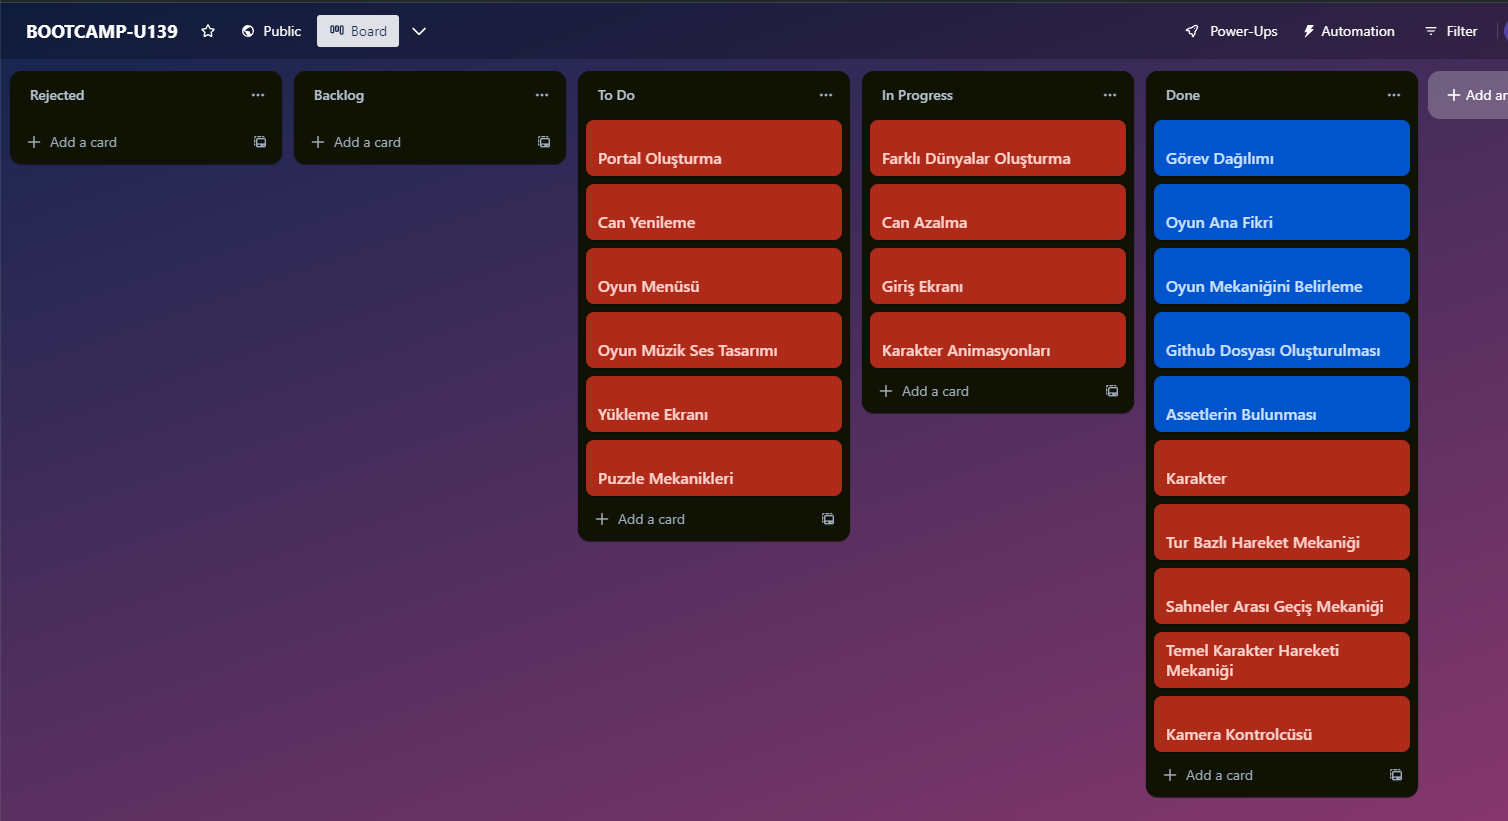 BOOTCAMP-U139
Public
Board
Power-Ups
Automation
Filter
Rejected
Add a card
Backlog
Add a card
To Do
Portal Oluşturma
Can Yenileme
Oyun Menüsü
Oyun Müzik Ses Tasarımı
Yükleme Ekranı
Puzzle Mekanikleri
Add a card
In Progress
Farklı Dünyalar Oluşturma
Can Azalma
Giriş Ekranı
Karakter Animasyonları
Add a card
Done
Görev Dağılımı
Oyun Ana Fikri
Oyun Mekaniğini Belirleme
Github Dosyası Oluşturulması
Assetlerin Bulunması
Karakter
Tur Bazlı Hareket Mekaniği
Sahneler Arası Geçiş Mekaniği
Temel Karakter Hareketi
Mekaniği
Kamera Kontrolcüsü
Add a card
Add